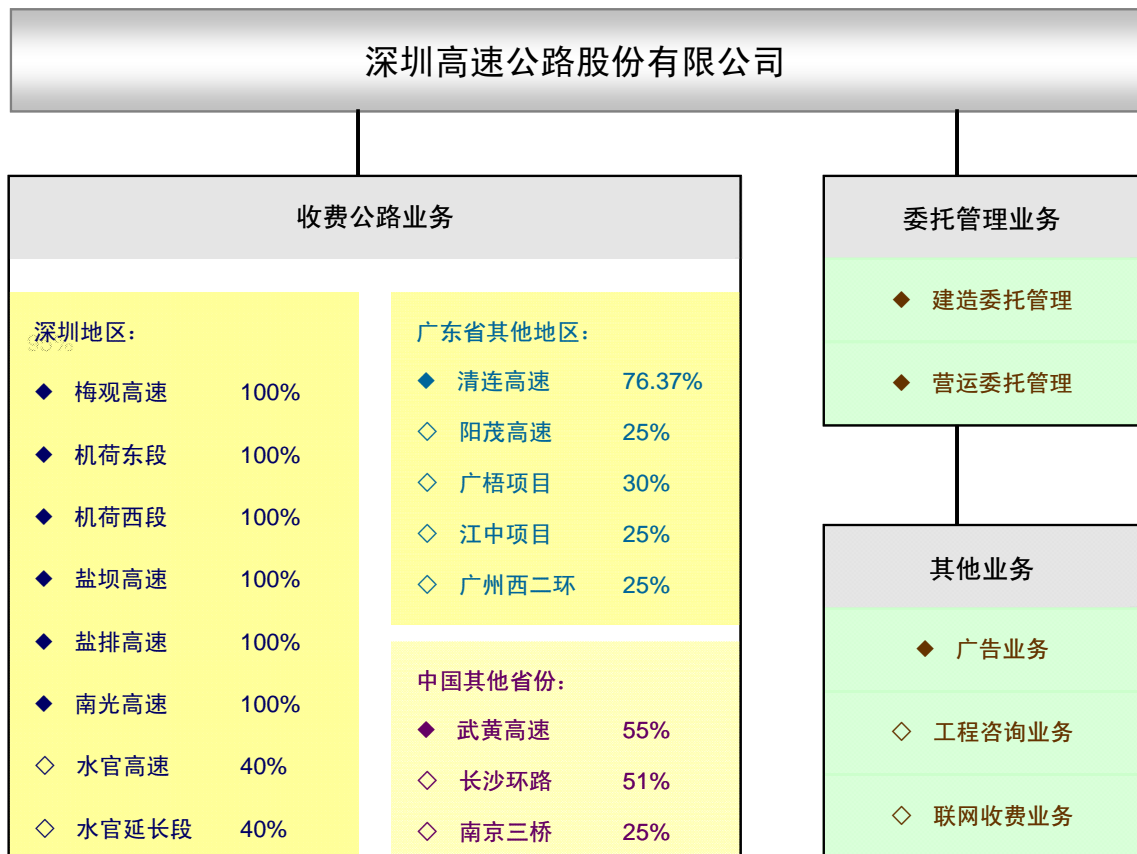 深圳高速公路股份有限公司
收费公路业务
深圳地区：
95%
◆ 梅观高速 100%
◆ 机荷东段 100%
◆ 机荷西段 100%
◆ 盐坝高速 100%
◆ 盐排高速 100%
◆ 南光高速 100%
◇ 水官高速 40%
◇ 水官延长段 40%
广东省其他地区：
◆ 清连高速 76.37%
◇ 阳茂高速 25%
◇ 广梧项目 30%
◇ 江中项目 25%
◇ 广州西二环 25%
中国其他省份：
◆ 武黄高速 55%
◇ 长沙环路 51%
◇ 南京三桥 25%
委托管理业务
◆ 建造委托管理
◆ 营运委托管理
其他业务
◆ 广告业务
◇ 工程咨询业务
◇ 联网收费业务